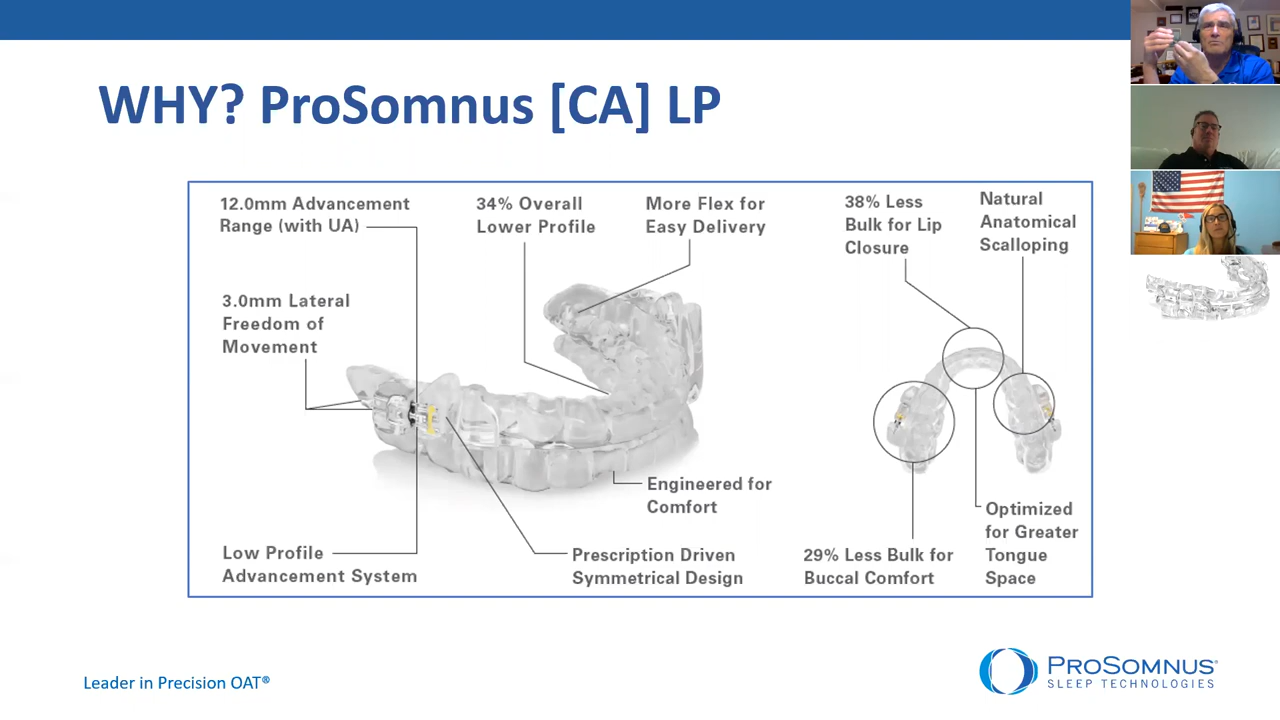 WHY? ProSomnus [CA] LP
12.0mm Advancement
Range (with UA)
34% Overall
Lower Profile
More Flex for
Easy Delivery
38% Less
Bulk for Lip
Closure
Natural
Anatomical
Scalloping
3.0mm Lateral
Freedom of
Movement
Engineered for
Comfort
Low Profile
Advancement System
Prescription Driven
Symmetrical Design
29% Less Bulk for
Buccal Comfort
Optimized
for Greater
Tongue
Space
Leader in Precision OAT®
PROSOMNUS®
SLEEP TECHNOLOGIES